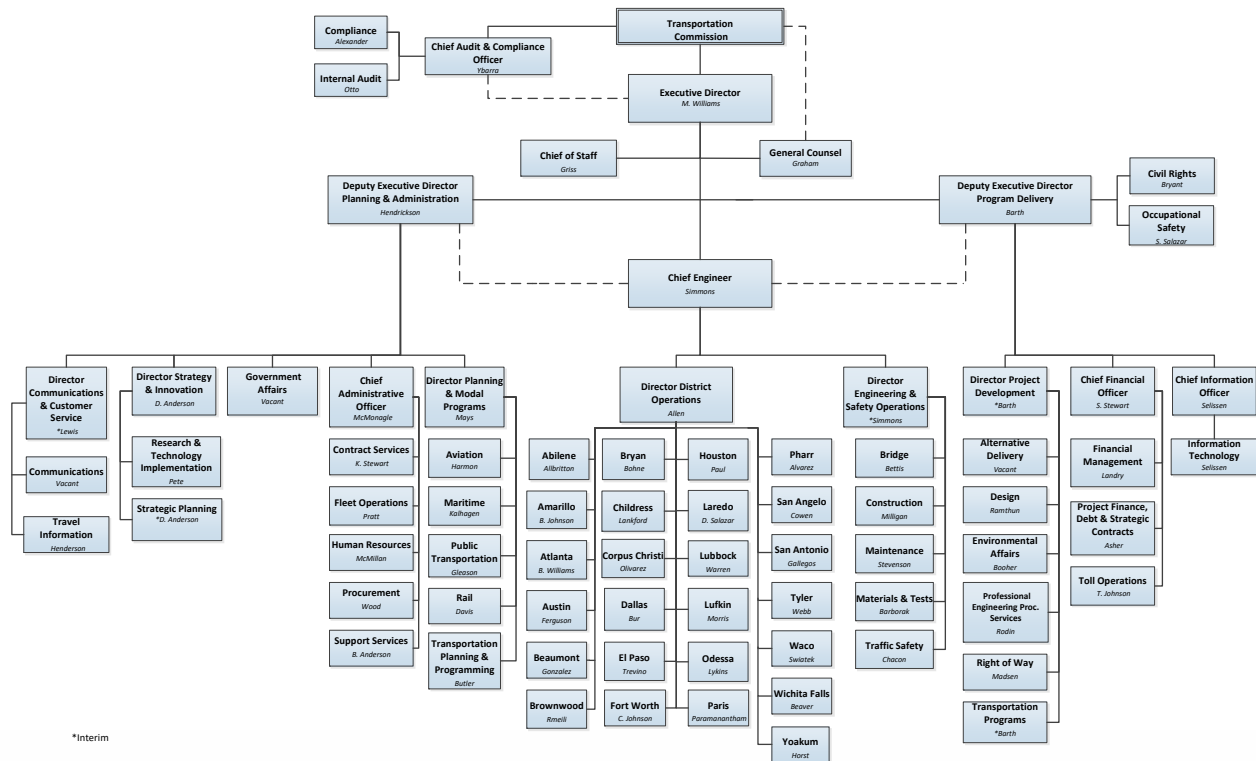 Transportation
Commission
Compliance
Alexander
Chief Audit & Compliance
Officer
Ybarra
Internal Audit
Otto
Executive Director
M. Williams
Chief of Staff
Griss
General Counsel
Graham
Deputy Executive Director
Planning & Administration
Hendrickson
Deputy Executive Director
Program Delivery
Barth
Civil Rights
Bryant
Occupational
Safety
S. Salazar
Chief Engineer
Simmons
Director
Communications
& Customer
Service
*Lewis
Communications
Vacant
Travel
Information
Henderson
Director Strategy
& Innovation
D. Anderson
Research &
Technology
Implementation
Pete
Strategic Planning
*D. Anderson
Government
Affairs
Vacant
Chief
Administrative
Officer
McMonagle
Contract Services
K. Stewart
Fleet Operations
Pratt
Human Resources
McMillan
Procurement
Wood
Support Services
B. Anderson
Director Planning
& Modal
Programs
Mays
Aviation
Harmon
Maritime
Kalhagen
Public
Transportation
Gleason
Rail
Davis
Transportation
Planning &
Programming
Butler
Director District
Operations
Allen
Abilene
Allbritton
Amarillo
B. Johnson
Atlanta
B. Williams
Austin
Ferguson
Beaumont
Gonzalez
Brownwood
Rmeili
Bryan
Bohne
Childress
Lankford
Corpus Christi
Olivarez
Dallas
Bur
El Paso
Trevino
Fort Worth
C. Johnson
Houston
Paul
Laredo
D. Salazar
Lubbock
Warren
Lufkin
Morris
Odessa
Lykins
Paris
Paramanantham
Pharr
Alvarez
San Angelo
Cowen
San Antonio
Gallegos
Tyler
Webb
Waco
Swiatek
Wichita Falls
Beaver
Yoakum
Horst
Director
Engineering &
Safety Operations
*Simmons
Bridge
Bettis
Construction
Milligan
Maintenance
Stevenson
Materials & Tests
Barborak
Traffic Safety
Chacon
Director Project
Development
*Barth
Alternative
Delivery
Vacant
Design
Ramthun
Environmental
Affairs
Booher
Professional
Engineering Proc.
Services
Rodin
Right of Way
Madsen
Transportation
Programs
*Barth
Chief Financial
Officer
S. Stewart
Financial
Management
Landry
Project Finance,
Debt & Strategic
Contracts
Asher
Toll Operations
T. Johnson
Chief Information
Officer
Selissen
Information
Technology
Selissen
*Interim